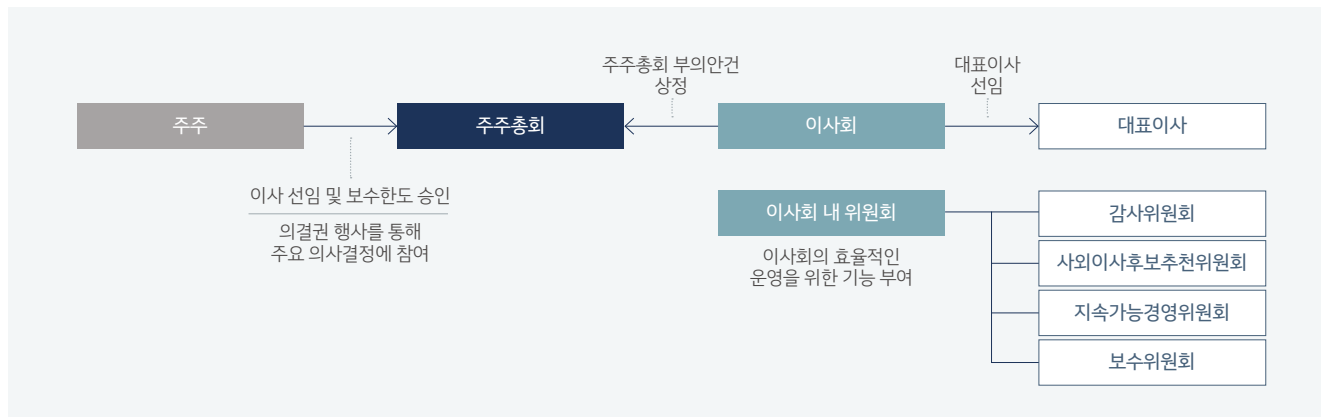 주주총회 부의안건
상정
대표이사
선임
주주
주주총회
이사회
대표이사
이사 선임 및 보수한도 승인
의결권 행사를 통해
주요 의사결정에 참여
이사회 내 위원회
이사회의 효율적인
운영을 위한 기능 부여
감사위원회
사외이사후보추천위원회
지속가능경영위원회
보수위원회